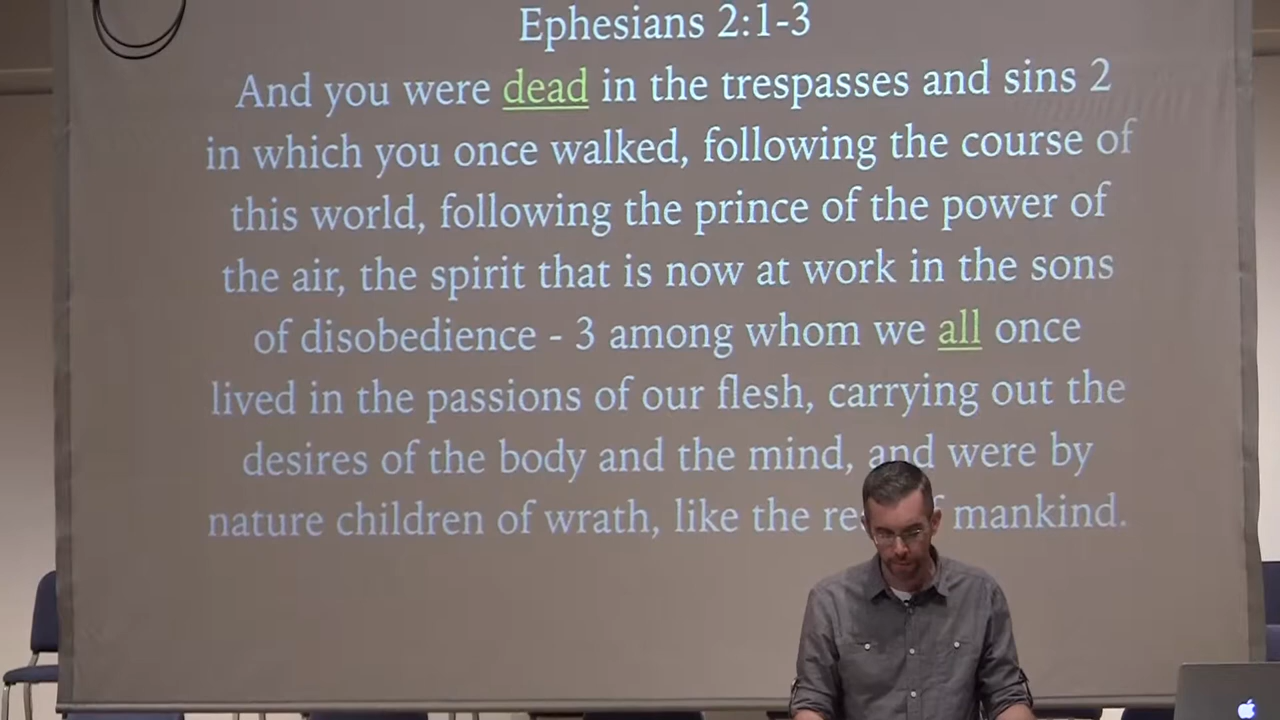 Ephesians 2:1-3
And you were dead in the trespasses and sins 2
in which you once walked, following the course of
this world, following the prince of the power of
the air, the spirit that is now at work in the sons
of disobedience - 3 among whom we all once
lived in the passions of our flesh, carrying out the
desires of the body and the mind, and were by
nature children of wrath, like the mankind.